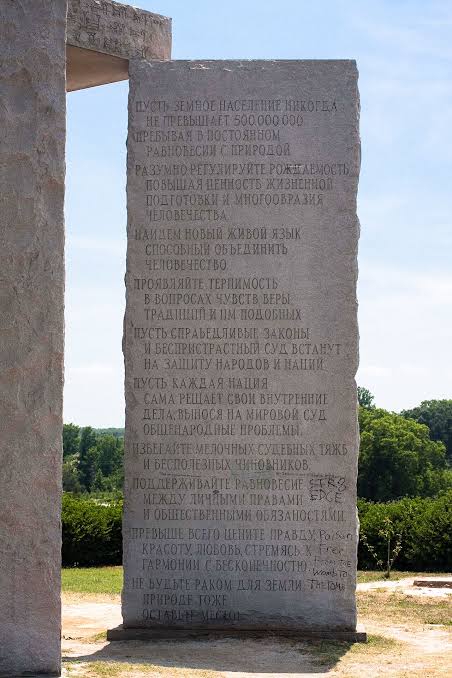 ПУСТЬ ЗЕМНОЕ НАСЕЛЕНИЕ НИКОГДА
НЕ ПРЕВЫШАЕТ 500.000.000
ПРЕБЫВАЯ В ПОСТОЯННОМ
РАВНОВЕСИИ С ПРИРОДОЙ
РАЗУМНО РЕГУЛИРУЙТЕ РОЖДАЕМОСТЬ
ПОВЫШАЯ ЦЕННОСТЬ ЖИЗНЕННОЙ
ПОДГОТОВКИ И МНОГООБРАЗИЯ
ЧЕЛОВЕЧЕСТВА.
НАЙДЕМ НОВЫЙ ЖИВОЙ ЯЗЫК
СПОСОБНЫЙ ОБЪЕДИНИТЬ
ЧЕЛОВЕЧЕСТВО.
ПРОЯВЛЯЙТЕ ТЕРПИМОСТЬ
В ВОПРОСАХ ЧУВСТВ ВЕРЫ,
ТРАДИЦИЙ И ИМ ПОДОБНЫХ
ПУСТЬ СПРАВЕДЛИВЫЕ ЗАКОНЫ
И БЕСПРИСТРАСТНЫЙ СУД ВСТАНУТ
НА ЗАЩИТУ НАРОДОВ И НАЦИЙ.
ПУСТЬ КАЖДАЯ НАЦИЯ
САМА РЕШАЕТ СВОИ ВНУТРЕННИЕ
ДЕЛА, ВЫНОСЯ НА МИРОВОЙ СУД
ОБЩЕНАРОДНЫЕ ПРОБЛЕМЫ.
ИЗБЕГАЙТЕ МЕЛОЧНЫХ СУДЕБНЫХ ТЯЖБ
И БЕСПОЛЕЗНЫХ ЧИНОВНИКОВ.
ПОДДЕРЖИВАЙТЕ РАВНОВЕСИЕ
МЕЖДУ ЛИЧНЫМИ ПРАВАМИ EDGE
И ОБЩЕСТВЕННЫМИ ОБЯЗАНОСТЯМИ.
ПРЕВЫШЕ ВСЕГО ЦЕНИТЕ ПРАВДУ, Poison
КРАСОТУ, ЛЮБОВЬ, СТРЕМЯСЬ К
ГАРМОНИИ С БЕСКОНЕЧНОСТЬЮ.
НЕ БУДЬТЕ РАКОМ ДЛЯ ЗЕМЛИ,
ПРИРОДЕ ТОЖЕ
ОСТАВЬТЕ МЕСТО!